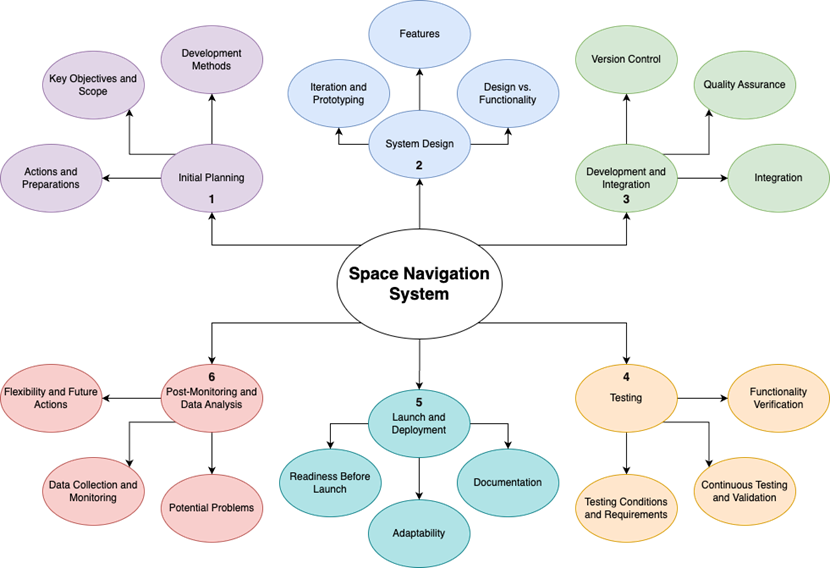 Features
Development
Methods
Version Control
Key Objectives and
Scope
Iteration and
Prototyping
Design vs.
Functionality
Quality Assurance
System Design
2
Actions and
Preparations
Initial Planning
1
Development and
Integration
3
Integration
Space Navigation
System
6
Post-Monitoring and
Data Analysis
Flexibility and Future
Actions
Data Collection and
Monitoring
Potential Problems
5
Launch and
Deployment
Readiness Before
Launch
Documentation
Adaptability
4
Testing
Functionality
Verification
Continuous Testing
and Validation
Testing Conditions
and Requirements